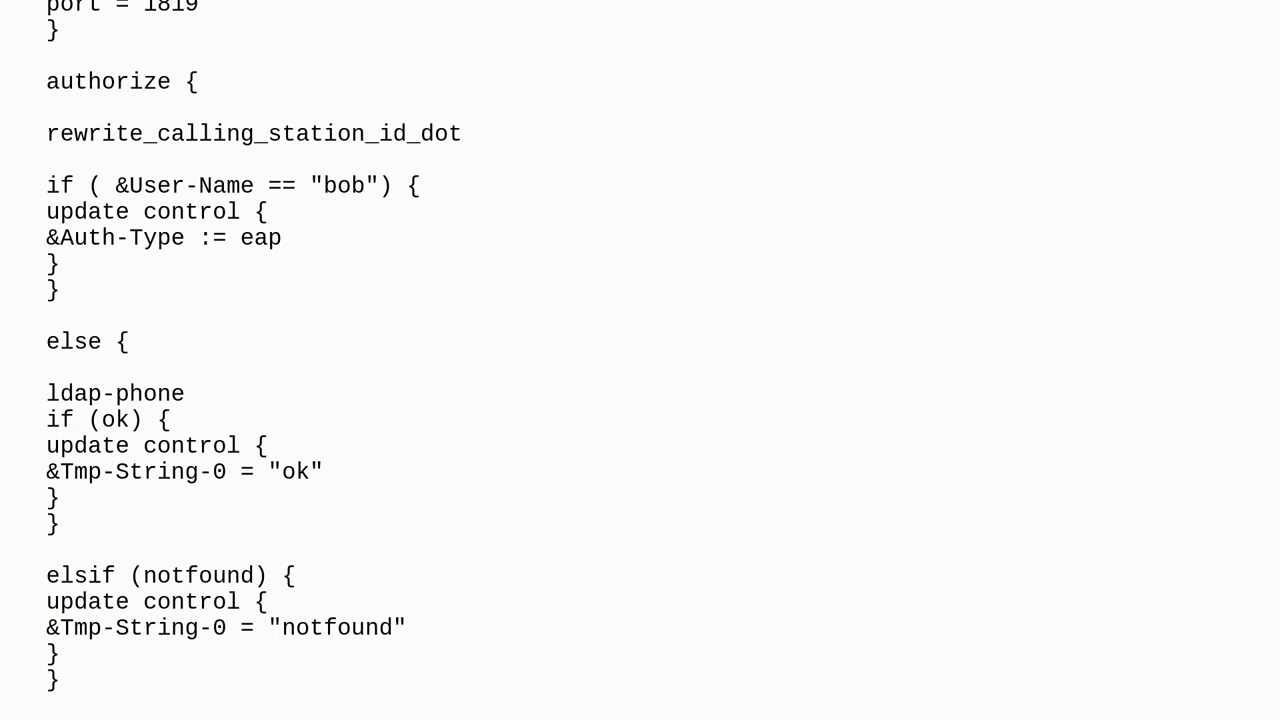 port = 1819
}
authorize {
rewrite_calling_station_id_dot
if ( &User-Name == "bob") {
update control {
&Auth-Type := eap
}
}
else {
ldap-phone
if (ok) {
update control {
&Tmp-String-0 = "ok"
}
}
elsif (notfound) {
update control {
&Tmp-String-0 = "notfound"
}
}